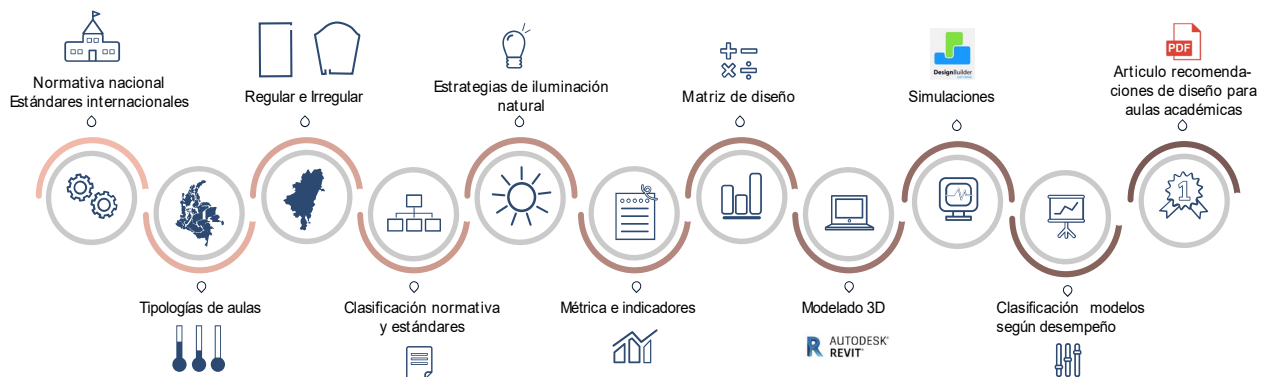 Normativa nacional
Estándares internacionales
Regular e Irregular
Estrategias de iluminación
natural
Matriz de diseño
DesignBuilder
Simulaciones
PDF
Articulo recomenda-
ciones de diseño para
aulas académicas
1
Tipologías de aulas
Clasificación normativa
y estándares
Métrica e indicadores
Modelado 3D
R AUTODESK®
REVIT®
Clasificación modelos
según desempeño